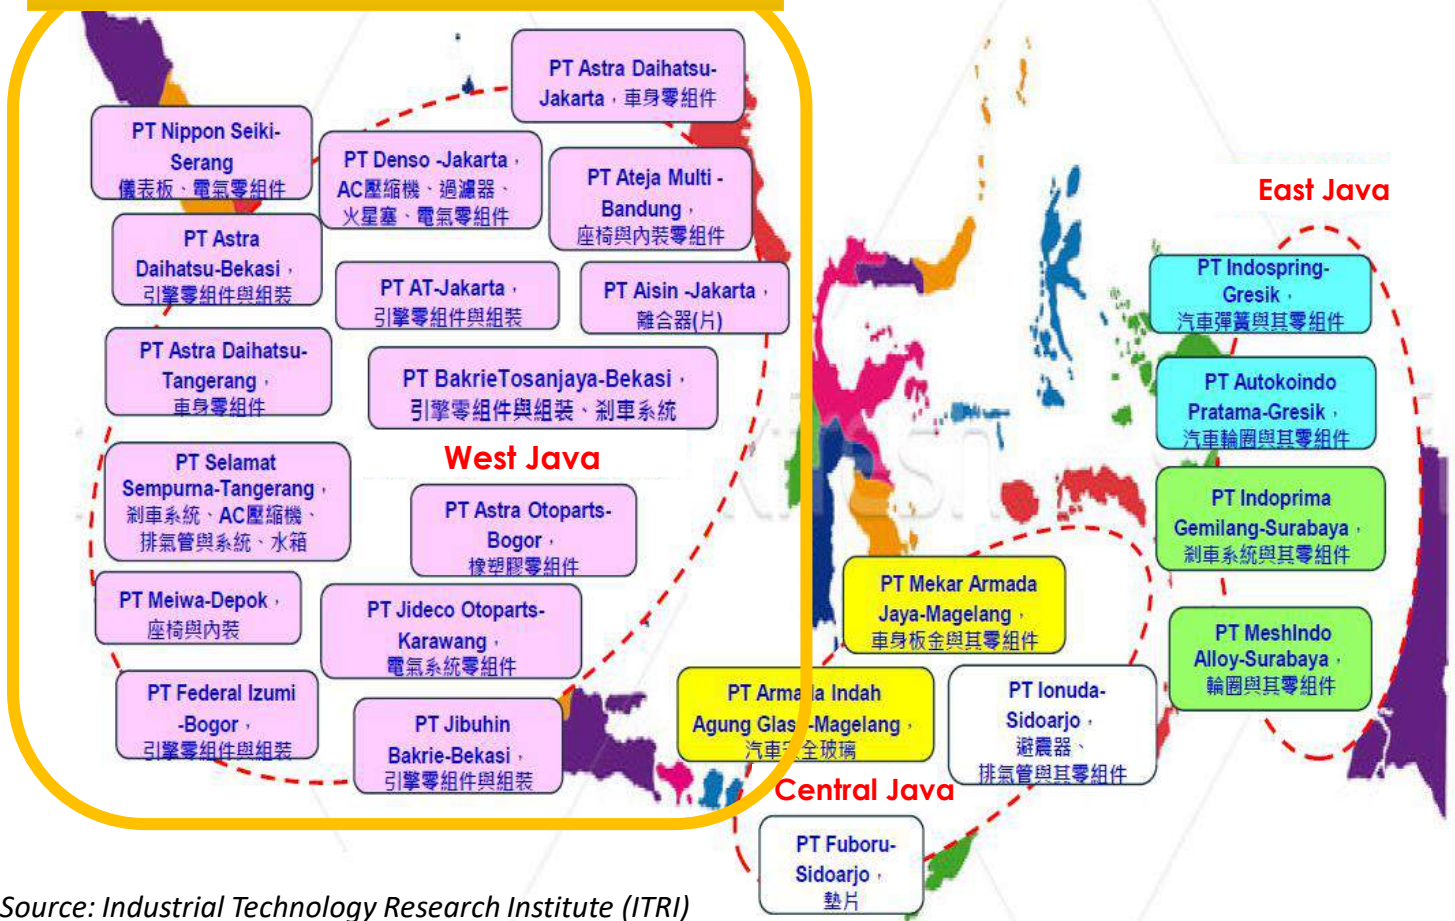 PT Astra Daihatsu-
Jakarta，車身零組件
PT Nippon Seiki-
Serang
儀表板、電氣零組件
PT Denso -Jakarta，
AC壓縮機、過濾器、
火星塞、電氣零組件
PT Ateja Multi -
Bandung，
座椅與內裝零組件
PT Astra
Daihatsu-Bekasi，
引擎零組件與組裝
PT AT-Jakarta，
引擎零組件與組裝
PT Aisin -Jakarta，
離合器(片)
PT Astra Daihatsu-
Tangerang，
車身零組件
PT BakrieTosanjaya-Bekasi，
引擎零組件與組裝、剎車系統
West Java
PT Selamat
Sempurna-Tangerang，
剎車系統、AC壓縮機、
排氣管與系統、水箱
PT Astra Otoparts-
Bogor，
橡塑膠零組件
PT Meiwa-Depok，
座椅與內裝
PT Jideco Otoparts-
Karawang，
電氣系統零組件
PT Federal Izumi
-Bogor，
引擎零組件與組裝
PT Jibuhin
Bakrie-Bekasi，
引擎零組件與組裝
East Java
PT Indospring-
Gresik，
汽車彈簧與其零組件
PT Autokoindo
Pratama-Gresik，
汽車輪圈與其零組件
PT Indoprima
Gemilang-Surabaya，
剎車系統與其零組件
PT MeshIndo
Alloy-Surabaya，
輪圈與其零組件
PT Mekar Armada
Jaya-Magelang，
車身板金與其零組件
PT Armada Indah
Agung Glass-Magelang，
汽車安全玻璃
PT Ionuda-
Sidoarjo，
避震器、
排氣管與其零組件
Central Java
PT Fuboru-
Sidoarjo，
墊片
Source: Industrial Technology Research Institute (ITRI)